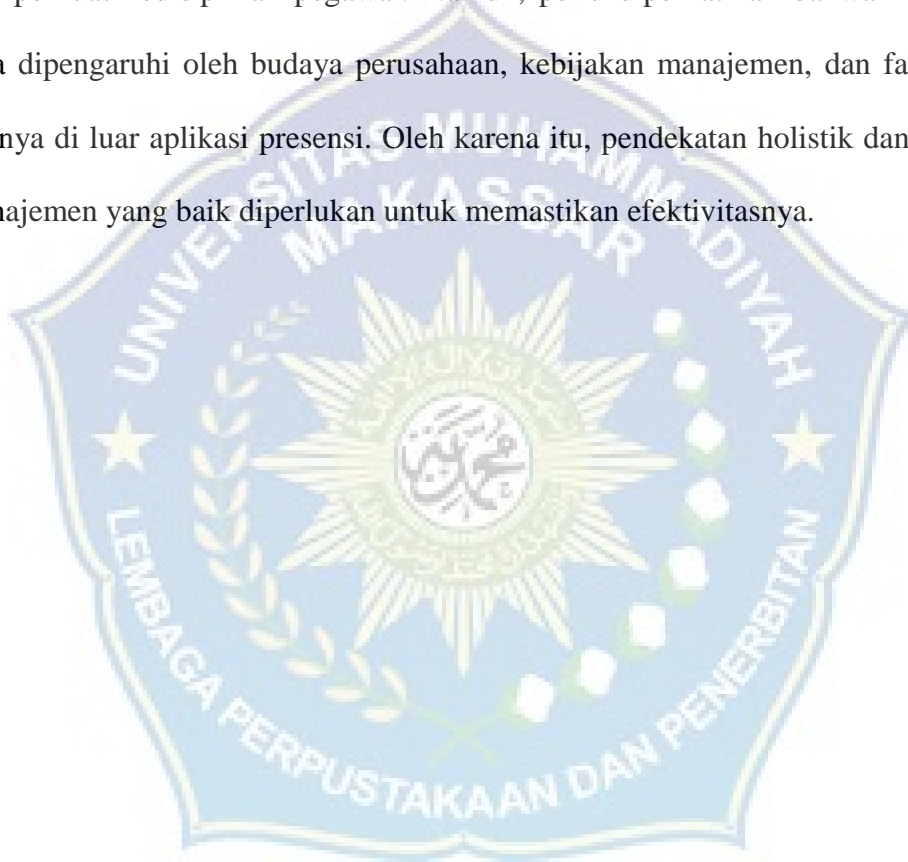 dipengaruhi oleh budaya perusahaan, kebijakan manajemen, dan fa
nya di luar aplikasi presensi. Oleh karena itu, pendekatan holistik dan
najemen yang baik diperlukan untuk memastikan efektivitasnya.
UNIVERSITAS MUHAMMADIYAH
MAKASSAR
محمد
LEMBAGA PERPUSTAKAAN DAN PENERBITAN